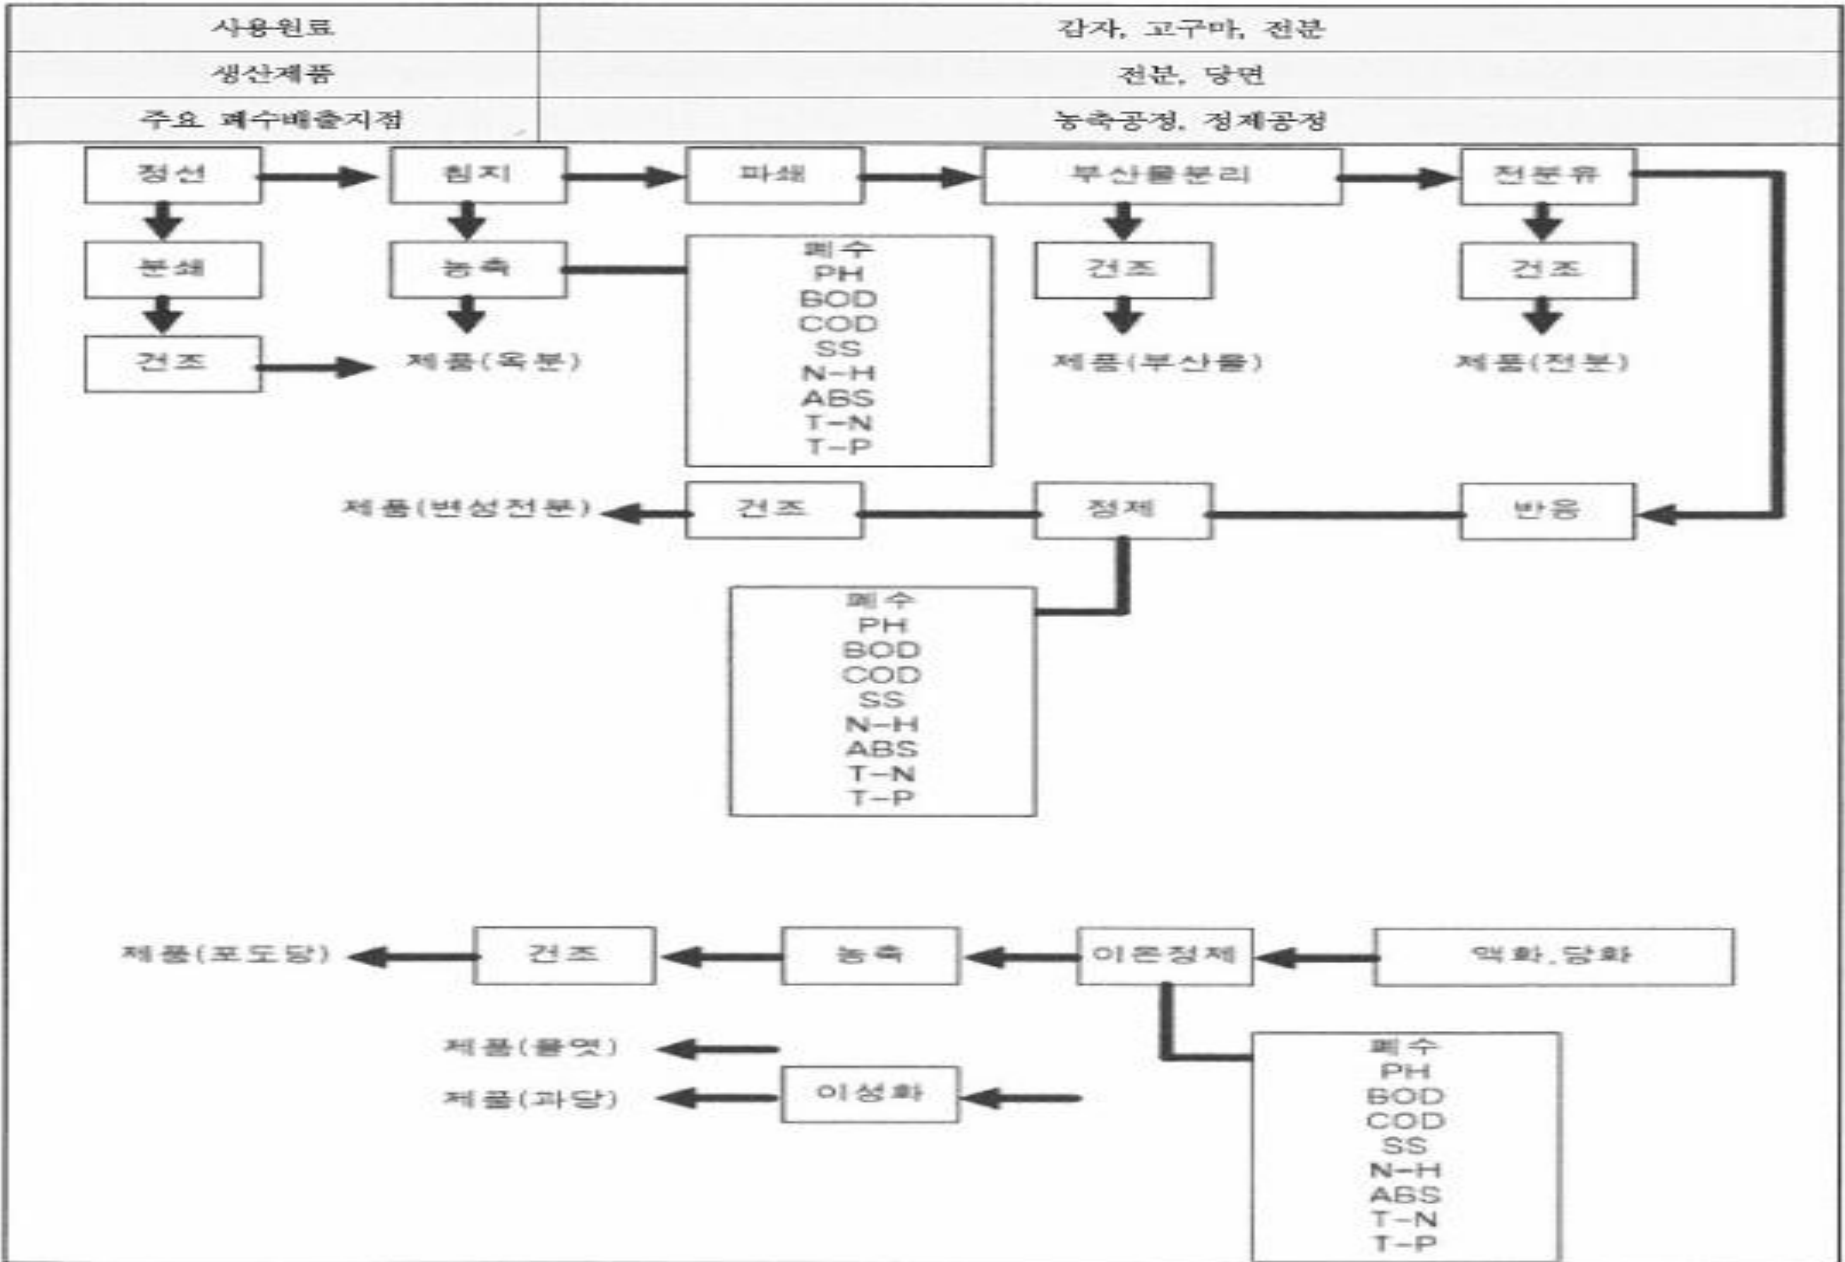 사용원료 감자, 고구마, 전분
생산제품 전분, 당면
주요 폐수배출지점 농축공정, 정제공정
정선 침지 파쇄 부산물분리 전분유
분쇄 농축 건조 건조
폐수
PH
BOD
COD
SS
N-H
ABS
T-N
T-P
건조 제품(옥분) 제품(부산물) 제품(전분)
제품(변성전분) 건조 정제 반응
폐수
PH
BOD
COD
SS
N-H
ABS
T-N
T-P
제품(포도당) 건조 농축 이온정제 액화,당화
제품(물엿)
제품(과당) 이성화
폐수
PH
BOD
COD
SS
N-H
ABS
T-N
T-P